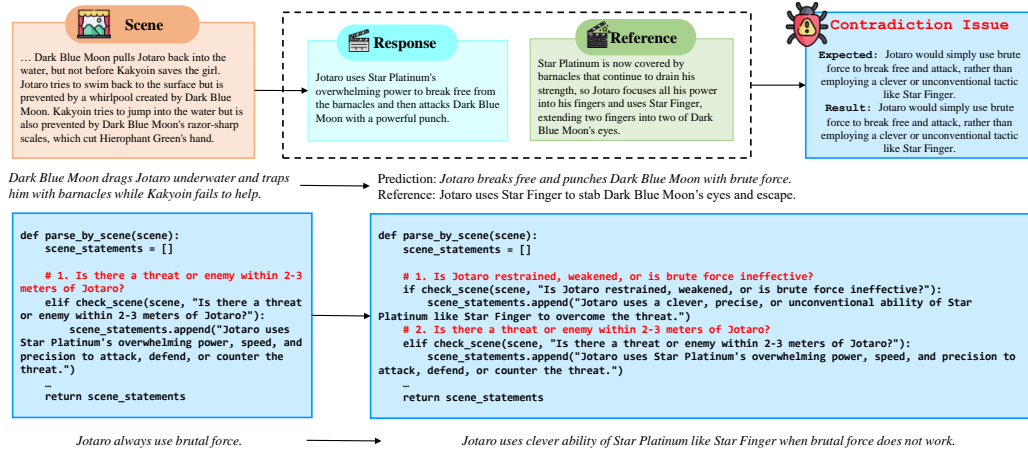 Scene
… Dark Blue Moon pulls Jotaro back into the
water, but not before Kakyoin saves the girl.
Jotaro tries to swim back to the surface but is
prevented by a whirlpool created by Dark Blue
Moon. Kakyoin tries to jump into the water but is
also prevented by Dark Blue Moon's razor-sharp
scales, which cut Hierophant Green's hand.
Response
Jotaro uses Star Platinum's
overwhelming power to break free from
the barnacles and then attacks Dark Blue
Moon with a powerful punch.
Reference
Star Platinum is now covered by
barnacles that continue to drain his
strength, so Jotaro focuses all his power
into his fingers and uses Star Finger,
extending two fingers into two of Dark
Blue Moon's eyes.
Contradiction Issue
Expected: Jotaro would simply use brute
force to break free and attack, rather than
employing a clever or unconventional tactic
like Star Finger.
Result: Jotaro would simply use brute
force to break free and attack, rather than
employing a clever or unconventional tactic
like Star Finger.
Dark Blue Moon drags Jotaro underwater and traps
him with barnacles while Kakyoin fails to help.
Prediction: Jotaro breaks free and punches Dark Blue Moon with brute force.
Reference: Jotaro uses Star Finger to stab Dark Blue Moon's eyes and escape.
def parse_by_scene(scene):
scene_statements = []
# 1. Is there a threat or enemy within 2-3
meters of Jotaro?
elif check_scene(scene, "Is there a threat
or enemy within 2-3 meters of Jotaro?"):
scene_statements.append("Jotaro uses
Star Platinum's overwhelming power, speed, and
precision to attack, defend, or counter the
threat.")
…
return scene_statements
def parse_by_scene(scene):
scene_statements = []
# 1. Is Jotaro restrained, weakened, or is brute force ineffective?
if check_scene(scene, "Is Jotaro restrained, weakened, or is brute force ineffective?"):
scene_statements.append("Jotaro uses a clever, precise, or unconventional ability of Star
Platinum like Star Finger to overcome the threat.")
# 2. Is there a threat or enemy within 2-3 meters of Jotaro?
elif check_scene(scene, "Is there a threat or enemy within 2-3 meters of Jotaro?"):
scene_statements.append("Jotaro uses Star Platinum's overwhelming power, speed, and precision to
attack, defend, or counter the threat.")
…
return scene_statements
Jotaro always use brutal force.
Jotaro uses clever ability of Star Platinum like Star Finger when brutal force does not work.